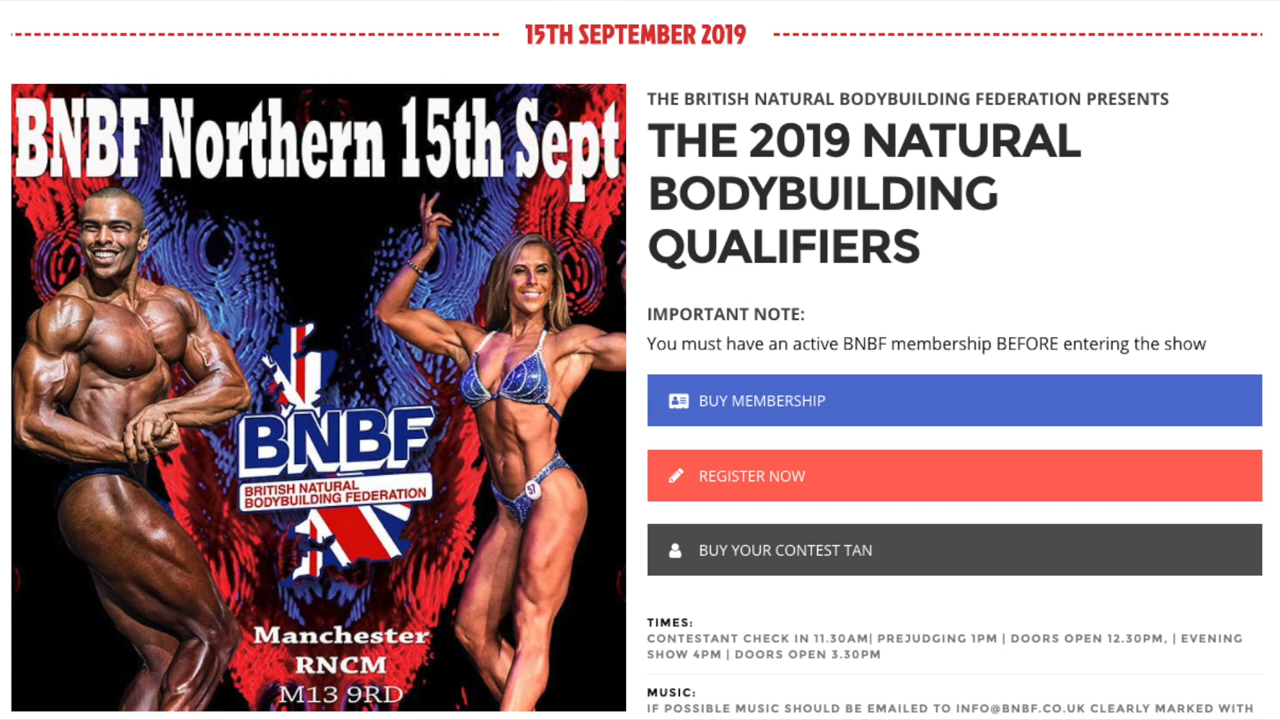 15TH SEPTEMBER 2019
BNBF Northern 15th Sept
BNBF
BRITISH NATURAL
BODYBUILDING FEDERATION
57
Manchester
RNCM
M13 9RD
THE BRITISH NATURAL BODYBUILDING FEDERATION PRESENTS
THE 2019 NATURAL
BODYBUILDING
QUALIFIERS
IMPORTANT NOTE:
You must have an active BNBF membership BEFORE entering the show
BUY MEMBERSHIP
REGISTER NOW
BUY YOUR CONTEST TAN
TIMES:
CONTESTANT CHECK IN 11.30AM| PREJUDGING 1PM | DOORS OPEN 12.30PM, | EVENING
SHOW 4PM | DOORS OPEN 3.30PM
MUSIC:
IF POSSIBLE MUSIC SHOULD BE EMAILED TO INFO@BNBF.CO.UK CLEARLY MARKED WITH